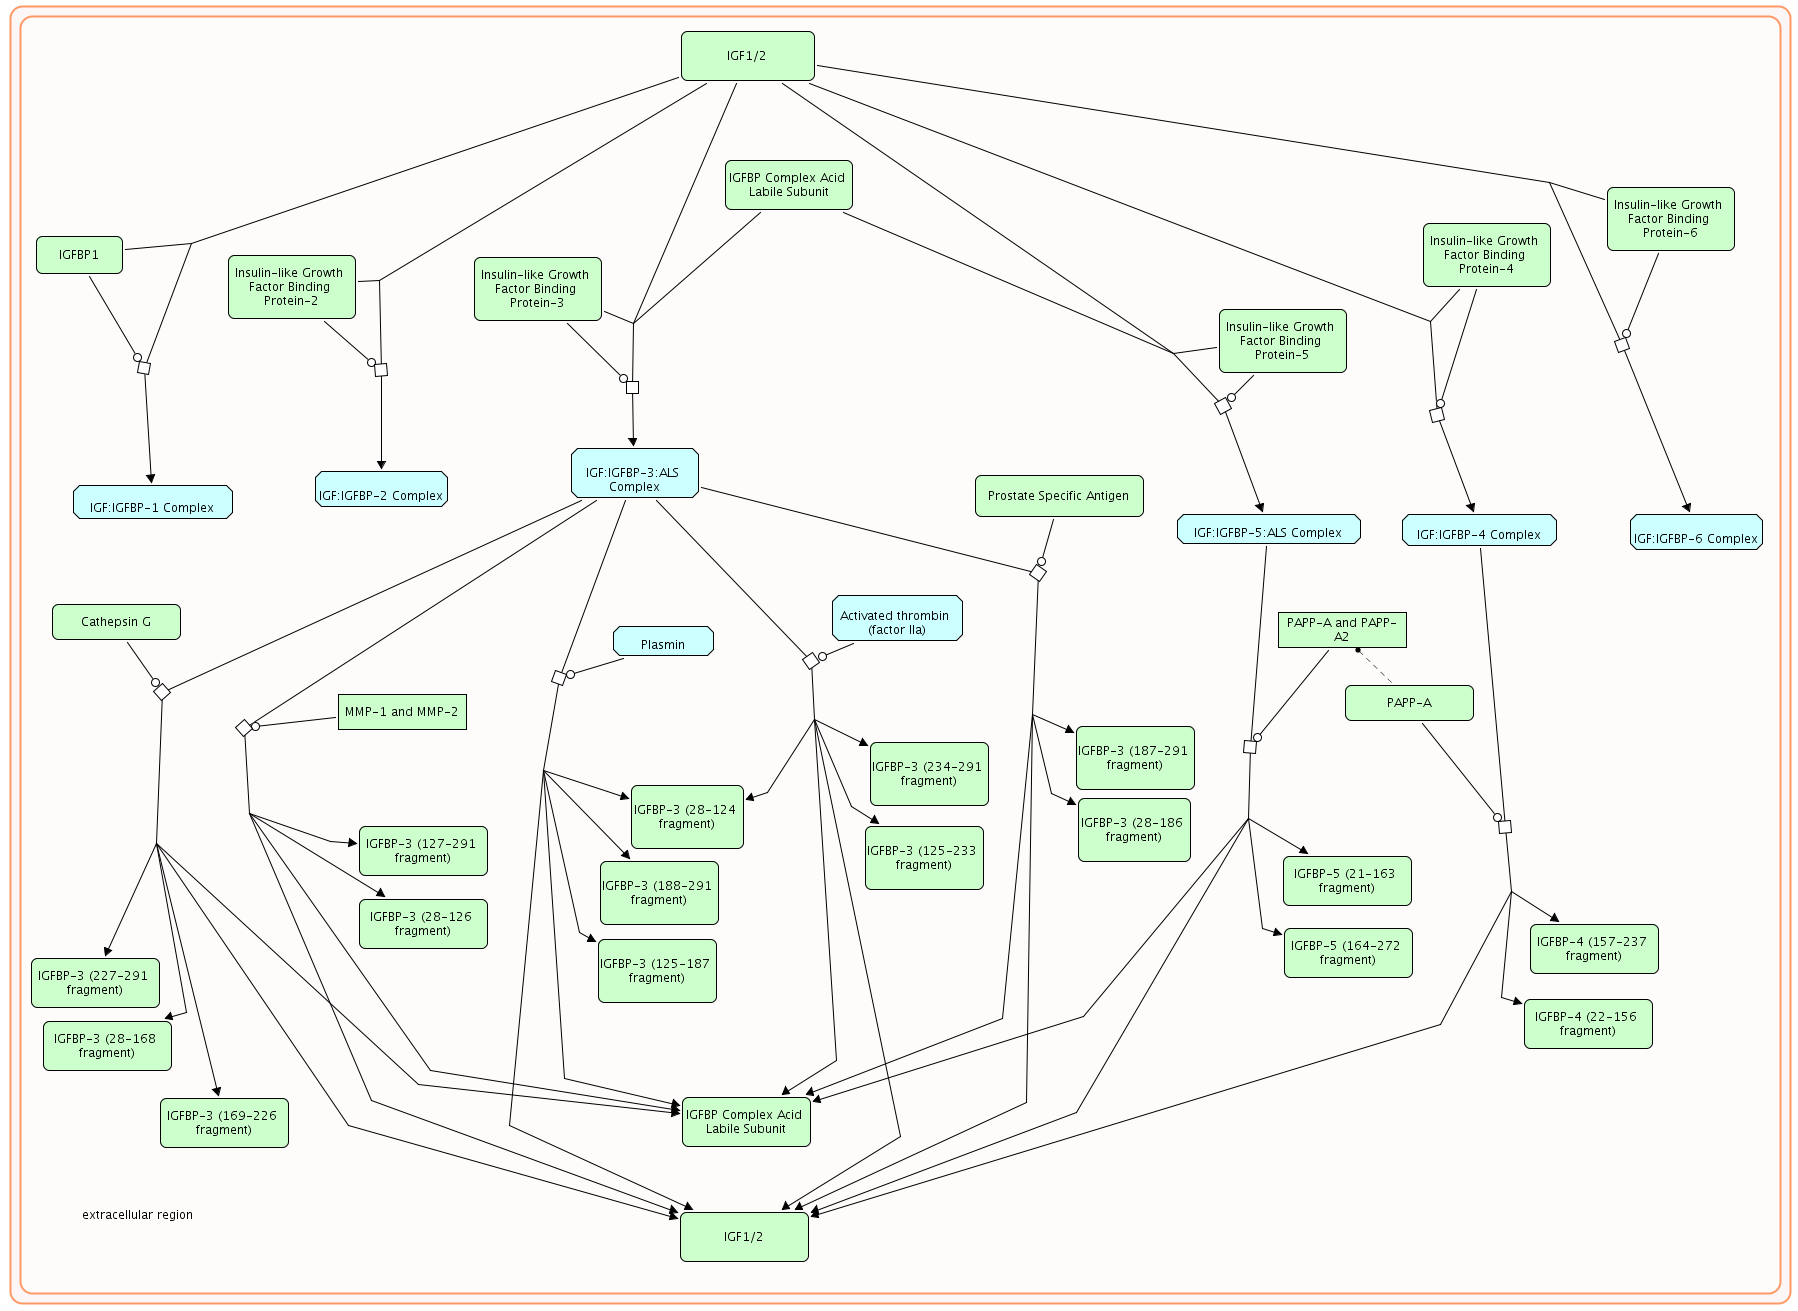 IGF1/2
IGFBP Complex Acid
Labile Subunit
Insulin-like Growth
Factor Binding
Protein-6
IGFBP1
Insulin-like Growth
Factor Binding
Protein-2
Insulin-like Growth
Factor Binding
Protein-3
Insulin-like Growth
Factor Binding
Protein-4
Insulin-like Growth
Factor Binding
Protein-5
IGF:IGFBP-1 Complex
IGF:IGFBP-2 Complex
IGF:IGFBP-3:ALS
Complex
Prostate Specific Antigen
IGF:IGFBP-5:ALS Complex
IGF:IGFBP-4 Complex
IGF:IGFBP-6 Complex
Cathepsin G
Plasmin
Activated thrombin
(factor IIa)
PAPP-A and PAPP-
A2
MMP-1 and MMP-2
PAPP-A
IGFBP-3 (234-291
fragment)
IGFBP-3 (187-291
fragment)
IGFBP-3 (28-124
fragment)
IGFBP-3 (28-186
fragment)
IGFBP-3 (127-291
fragment)
IGFBP-3 (125-233
fragment)
IGFBP-3 (188-291
fragment)
IGFBP-5 (21-163
fragment)
IGFBP-3 (28-126
fragment)
IGFBP-5 (164-272
fragment)
IGFBP-4 (157-237
fragment)
IGFBP-3 (125-187
fragment)
IGFBP-3 (227-291
fragment)
IGFBP-4 (22-156
fragment)
IGFBP-3 (28-168
fragment)
IGFBP-3 (169-226
fragment)
IGFBP Complex Acid
Labile Subunit
extracellular region
IGF1/2